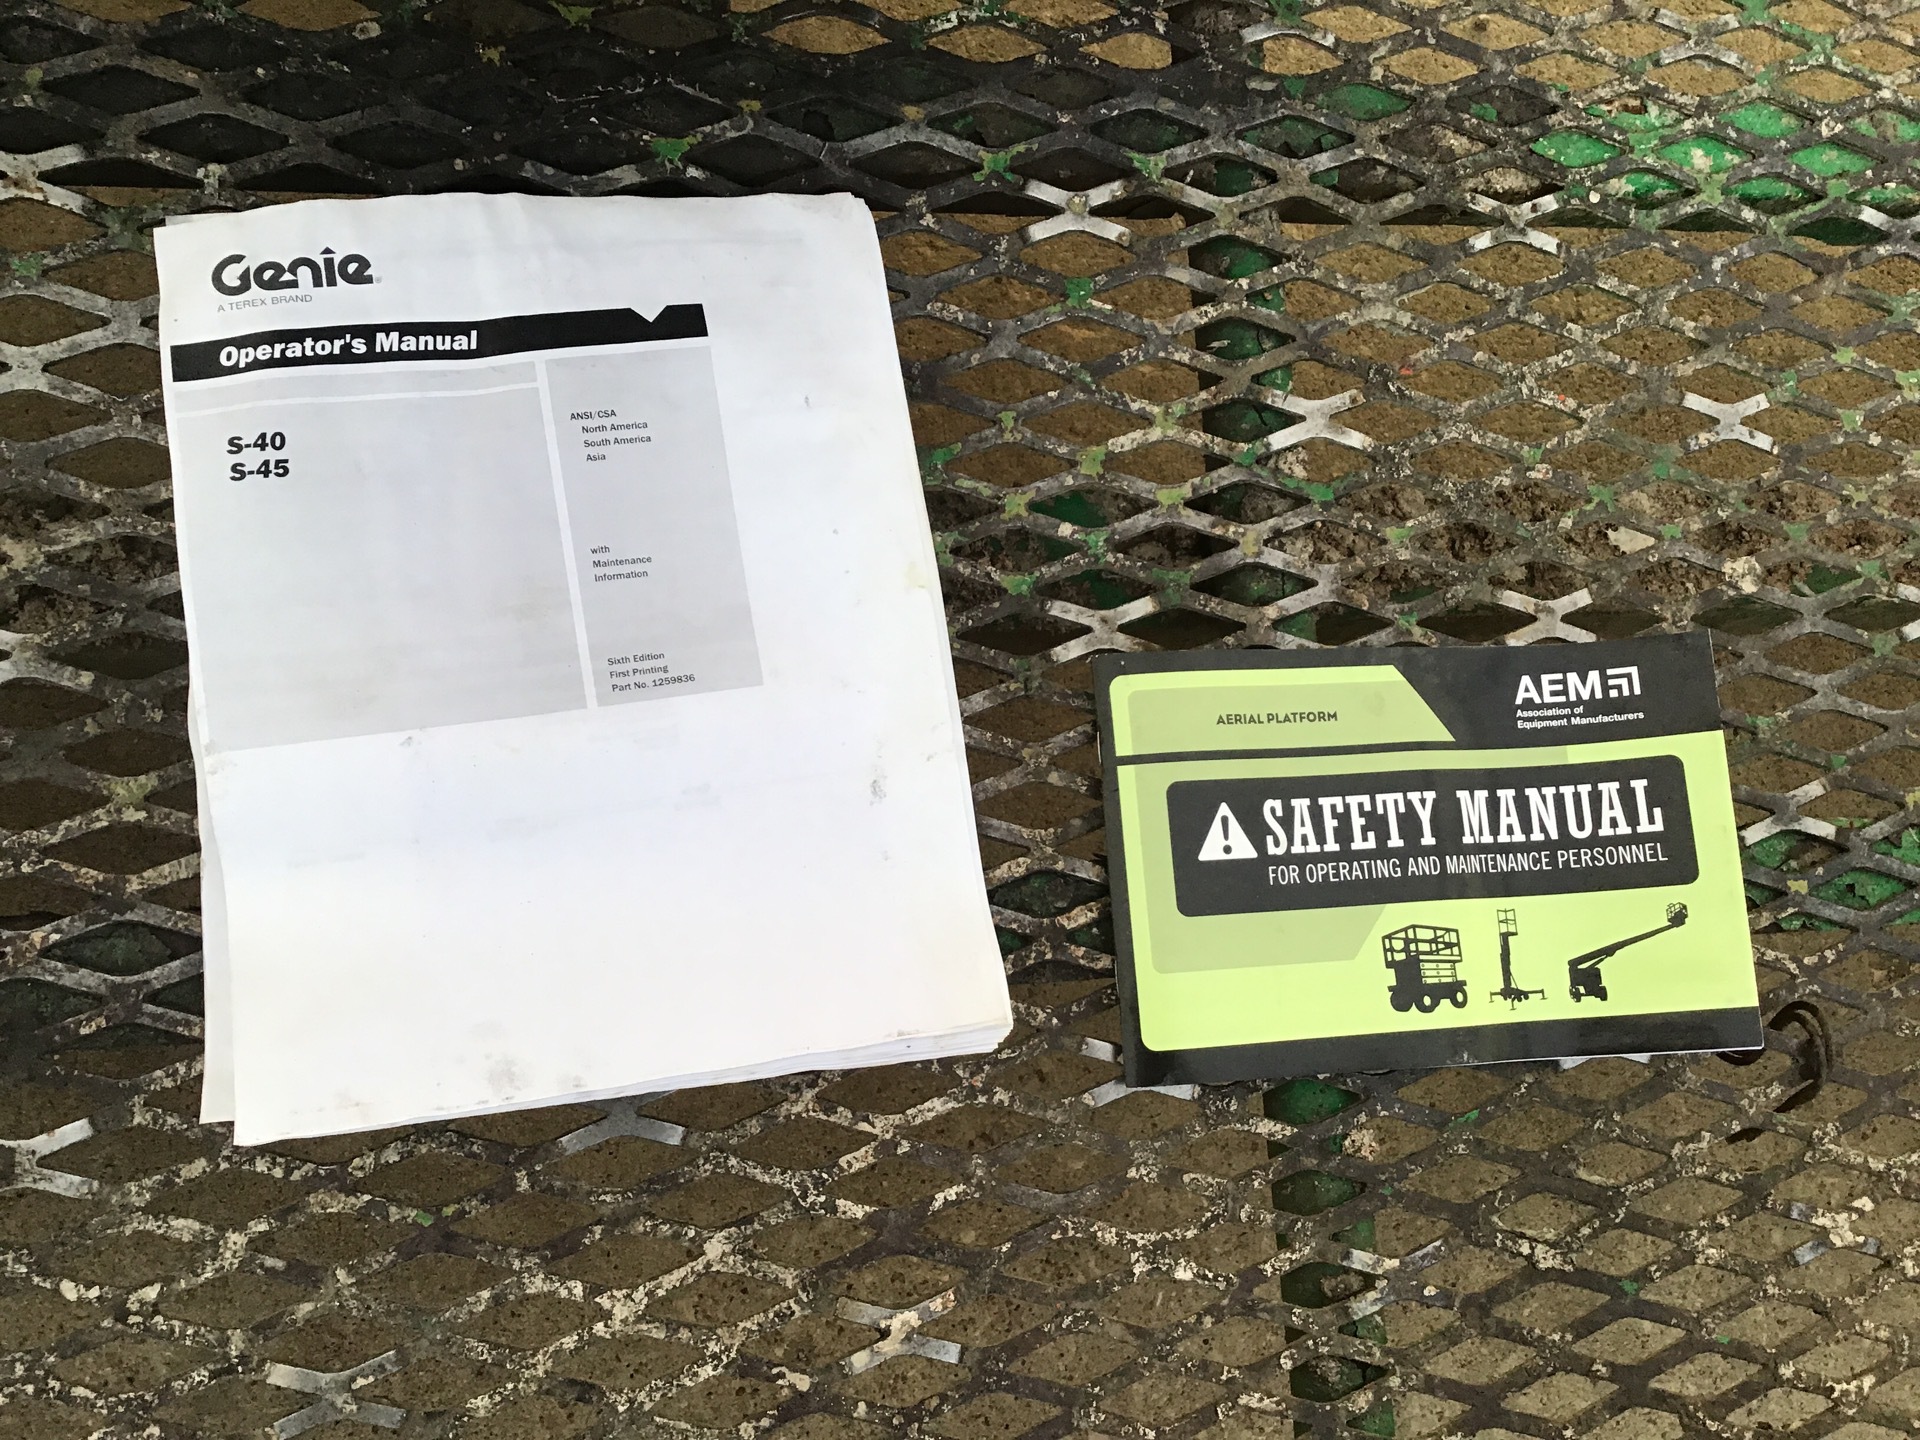 Genie
A TEREX BRAND
Operator's Manual
S-40
S-45
ANSI/CSA
North America
South America
Asia
with
Maintenance
Information
Sixth Edition
First Printing
Part No. 1259836
AERIAL PLATFORM
AEM
Association of
Equipment Manufacturers
SAFETY MANUAL
FOR OPERATING AND MAINTENANCE PERSONNEL